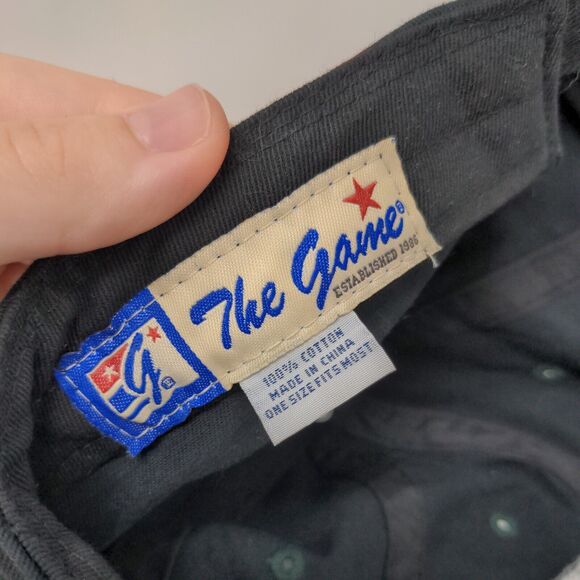 The Game®
ESTABLISHED 1986
G
100% COTTON
MADE IN CHINA
ONE SIZE FITS MOST